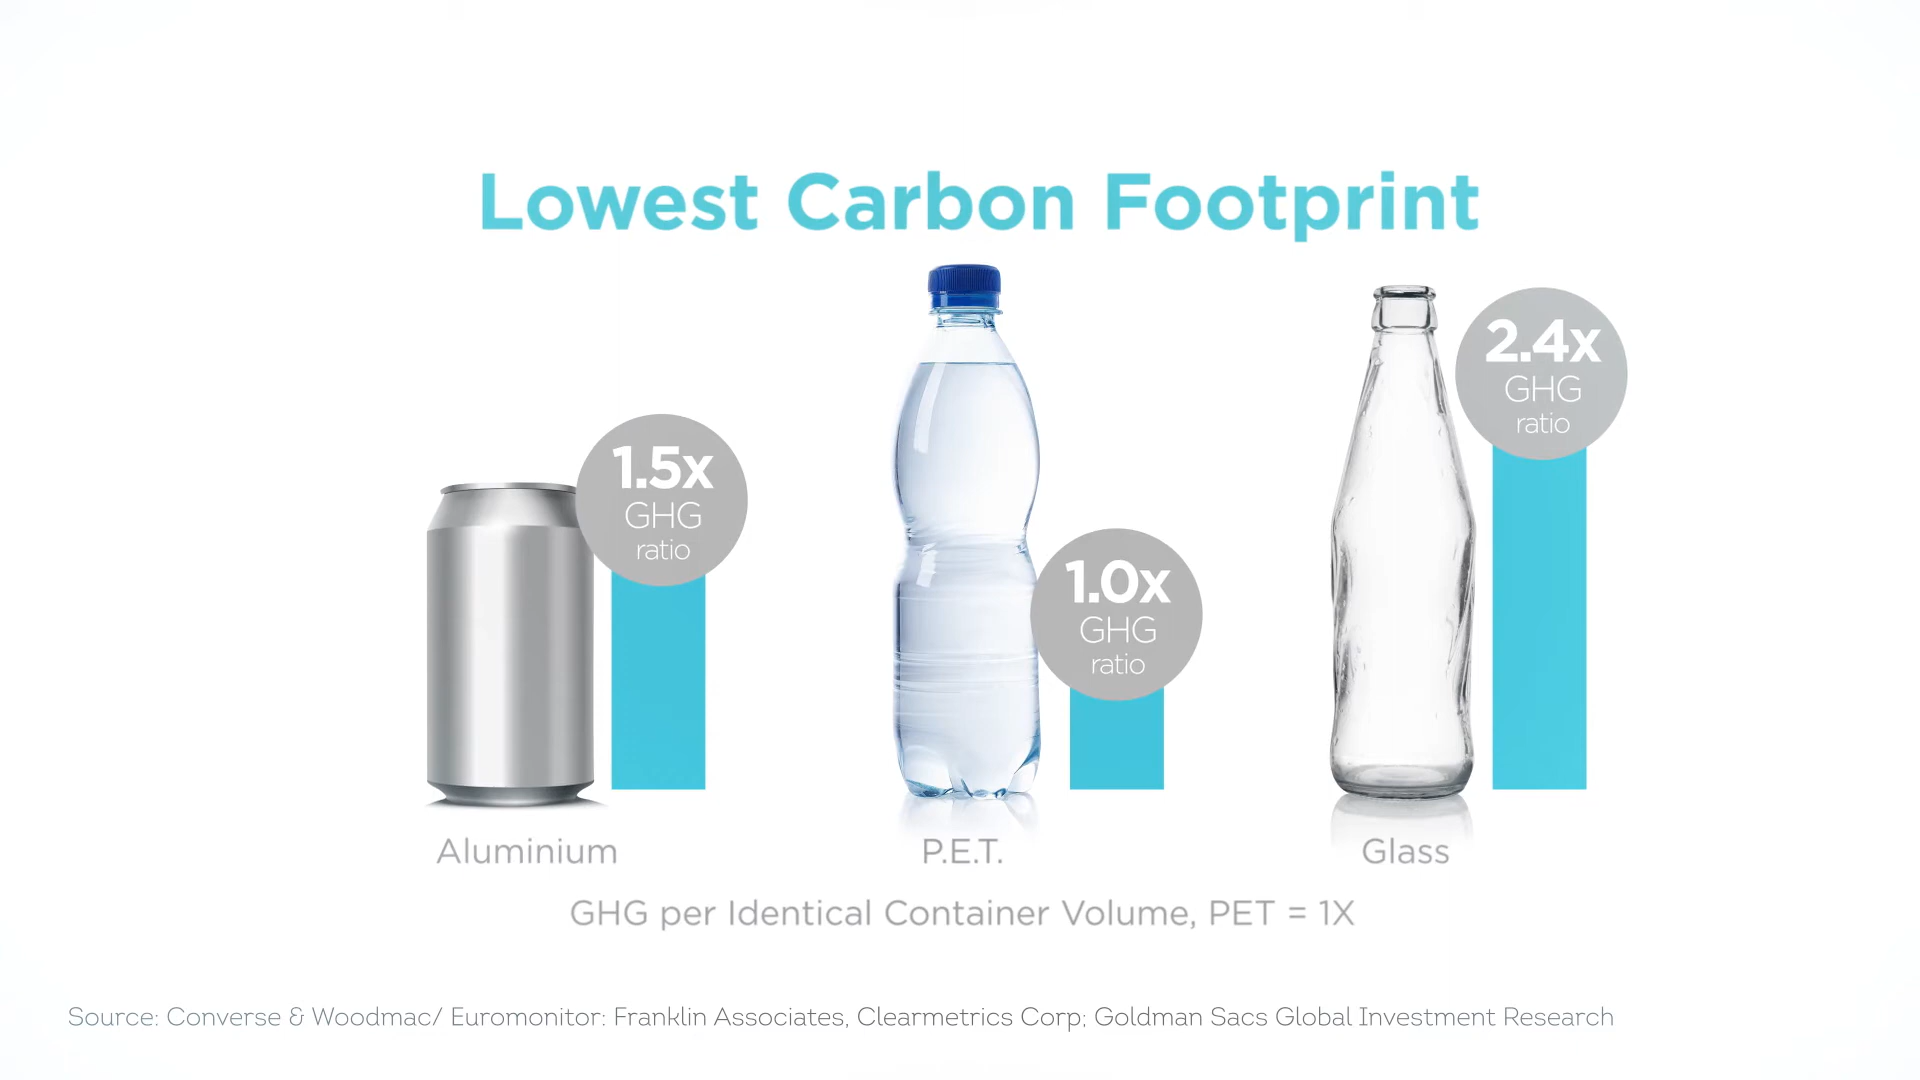 Lowest Carbon Footprint
1.5x
GHG
ratio
1.0x
GHG
ratio
2.4x
GHG
ratio
Aluminium
P.E.T.
Glass
GHG per Identical Container Volume, PET = 1X
Source: Converse & Woodmac/ Euromonitor: Franklin Associates, Clearmetrics Corp; Goldman Sacs Global Investment Research